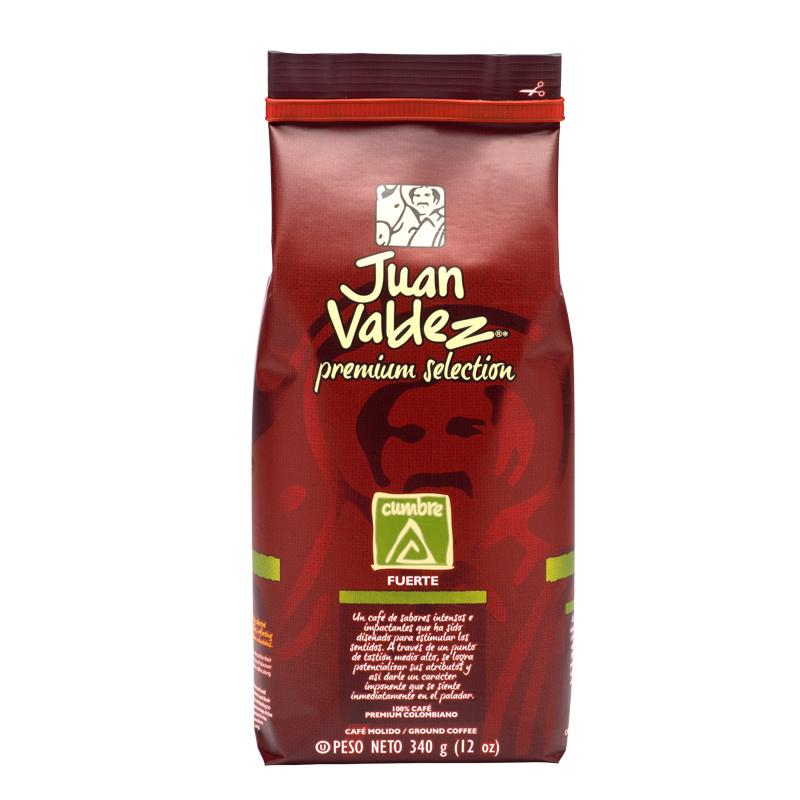 Juan
Valdez®*
premium selection
cumbre
FUERTE
Un café de sabores intensos e
impactantes que ha sido
diseñado para estimular los
sentidos. A través de un punto
de tostión medio alto, se logra
potencializar sus atributos y
así darle un carácter
imponente que se siente
inmediatamente en el paladar.
100% CAFÉ
PREMIUM COLOMBIANO
CAFÉ MOLIDO / GROUND COFFEE
Ⓤ PESO NETO 340 g (12 oz)